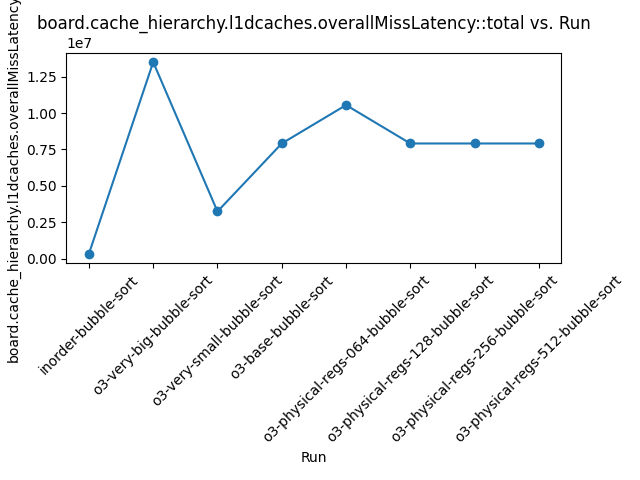 board.cache_hierarchy.l1dcaches.overallMissLatency::total vs. Run
1e7
board.cache_hierarchy.l1dcaches.overallMissLatency
1.25
1.00
0.75
0.50
0.25
0.00
inorder-bubble-sort
o3-very-big-bubble-sort
o3-very-small-bubble-sort
o3-base-bubble-sort
o3-physical-regs-064-bubble-sort
o3-physical-regs-128-bubble-sort
o3-physical-regs-256-bubble-sort
o3-physical-regs-512-bubble-sort
Run